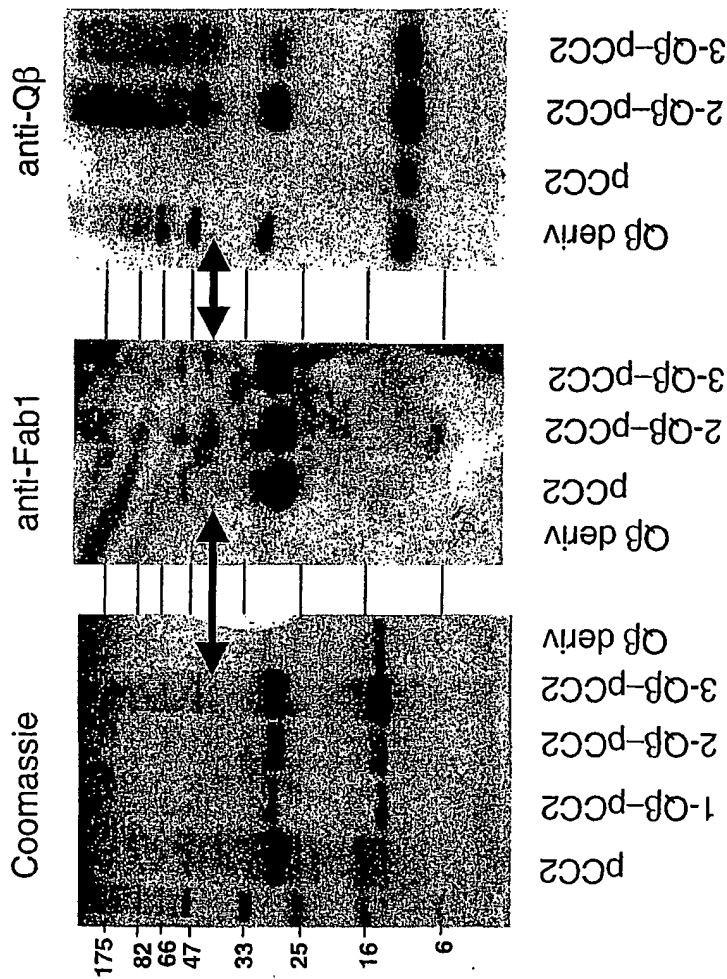 Coomassie
anti-Fab1
anti-Qβ
175
82
66
47
33
25
16
6
pCC2
1-Qβ-pCC2
2-Qβ-pCC2
3-Qβ-pCC2
Qβ deriv
Qβ deriv
pCC2
2-Qβ-pCC2
3-Qβ-pCC2
Qβ deriv
pCC2
2-Qβ-pCC2
3-Qβ-pCC2